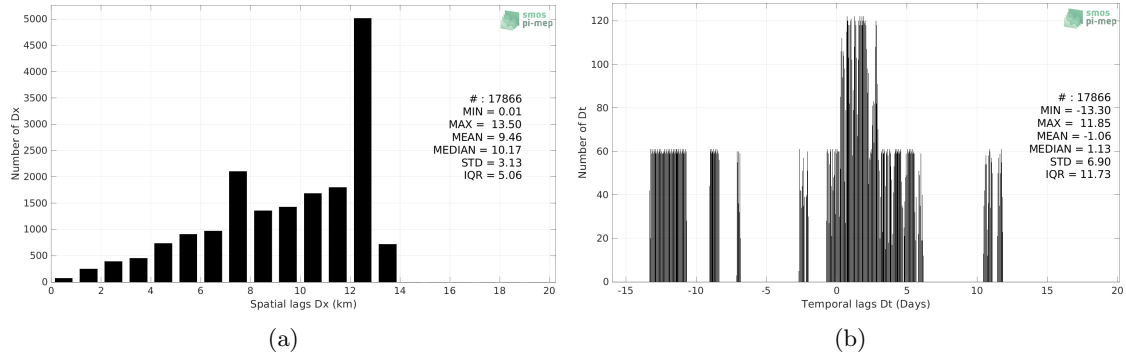 5000
4500
4000
3500
3000
2500
2000
1500
1000
500
0
0 2 4 6 8 10 12 14 16 18 20
Number of Dx
Spatial lags Dx (km)
smos
pi-mep
# : 17866
MIN = 0.01
MAX = 13.50
MEAN = 9.46
MEDIAN = 10.17
STD = 3.13
IQR = 5.06
(a)
120
100
80
60
40
20
0
-15 -10 -5 0 5 10 15 20
Number of Dt
Temporal lags Dt (Days)
smos
pi-mep
# : 17866
MIN = -13.30
MAX = 11.85
MEAN = -1.06
MEDIAN = 1.13
STD = 6.90
IQR = 11.73
(b)